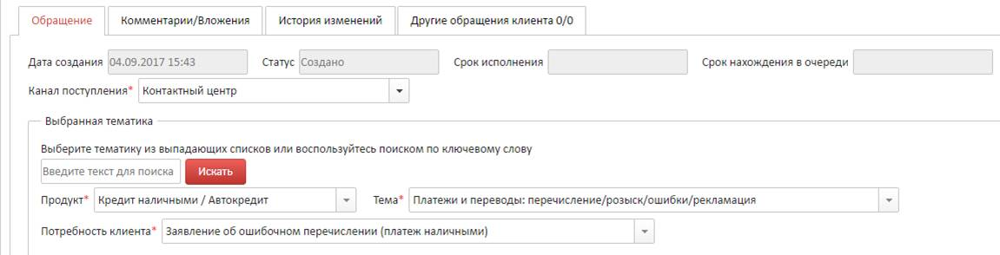 Обращение Комментарии/Вложения История изменений Другие обращения клиента 0/0
Дата создания 04.09.2017 15:43 Статус Создано Срок исполнения Срок нахождения в очереди
Канал поступления* Контактный центр
Выбранная тематика
Выберите тематику из выпадающих списков или воспользуйтесь поиском по ключевому слову
Введите текст для поиска Искать
Продукт* Кредит наличными / Автокредит Тема* Платежи и переводы: перечисление/розыск/ошибки/рекламация
Потребность клиента* Заявление об ошибочном перечислении (платеж наличными)